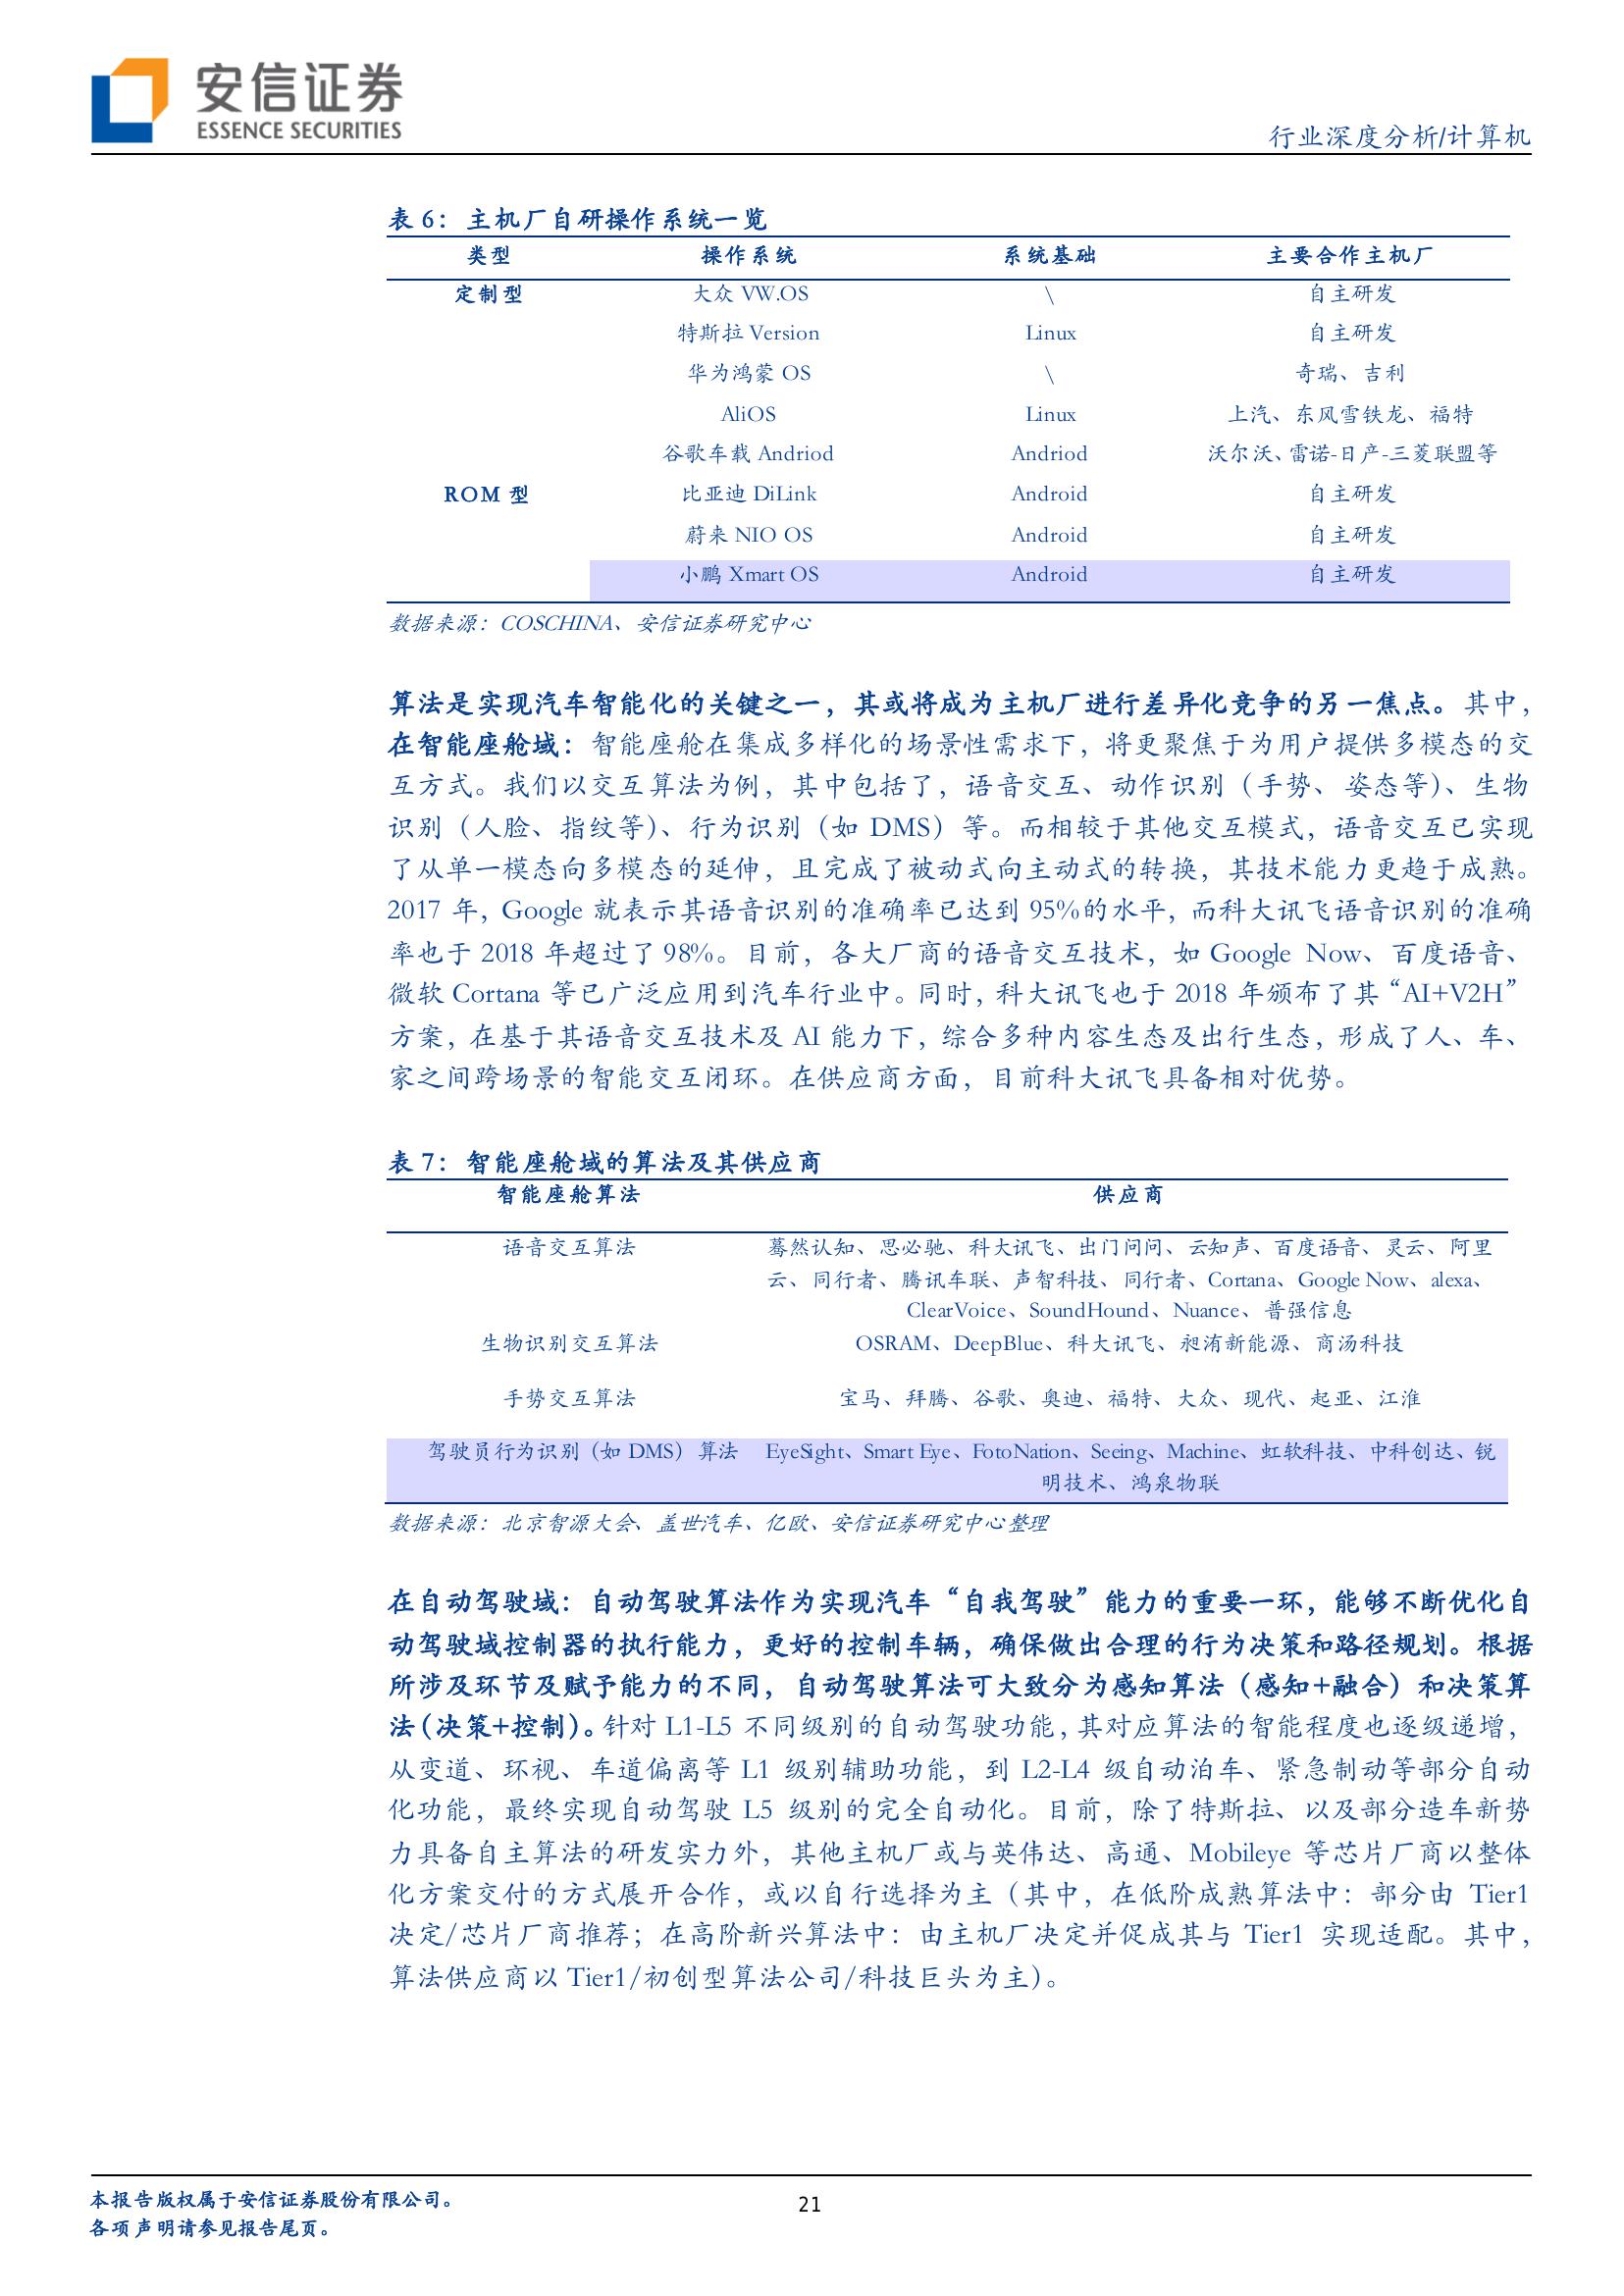 安信证券
ESSENCE SECURITIES
行业深度分析/计算机
表 6：主机厂自研操作系统一览
类型 操作系统 系统基础 主要合作主机厂
定制型 大众 VW.OS \ 自主研发
特斯拉 Version Linux 自主研发
华为鸿蒙 OS \ 奇瑞、吉利
AliOS Linux 上汽、东风雪铁龙、福特
谷歌车载 Andriod Andriod 沃尔沃、雷诺-日产-三菱联盟等
ROM 型 比亚迪 DiLink Android 自主研发
蔚来 NIO OS Android 自主研发
小鹏 Xmart OS Android 自主研发
数据来源：COSCHINA、安信证券研究中心
算法是实现汽车智能化的关键之一，其或将成为主机厂进行差异化竞争的另一焦点。其中，
在智能座舱域：智能座舱在集成多样化的场景性需求下，将更聚焦于为用户提供多模态的交
互方式。我们以交互算法为例，其中包括了，语音交互、动作识别（手势、姿态等）、生物
识别（人脸、指纹等）、行为识别（如 DMS）等。而相较于其他交互模式，语音交互已实现
了从单一模态向多模态的延伸，且完成了被动式向主动式的转换，其技术能力更趋于成熟。
2017 年，Google 就表示其语音识别的准确率已达到 95%的水平，而科大讯飞语音识别的准确
率也于 2018 年超过了 98%。目前，各大厂商的语音交互技术，如 Google Now、百度语音、
微软 Cortana 等已广泛应用到汽车行业中。同时，科大讯飞也于 2018 年颁布了其“AI+V2H”
方案，在基于其语音交互技术及 AI 能力下，综合多种内容生态及出行生态，形成了人、车、
家之间跨场景的智能交互闭环。在供应商方面，目前科大讯飞具备相对优势。
表 7：智能座舱域的算法及其供应商
智能座舱算法 供应商
语音交互算法 蓦然认知、思必驰、科大讯飞、出门问问、云知声、百度语音、灵云、阿里
云、同行者、腾讯车联、声智科技、同行者、Cortana、Google Now、alexa、
ClearVoice、SoundHound、Nuance、普强信息
生物识别交互算法 OSRAM、DeepBlue、科大讯飞、昶洧新能源、商汤科技
手势交互算法 宝马、拜腾、谷歌、奥迪、福特、大众、现代、起亚、江淮
驾驶员行为识别（如 DMS）算法 EyeSight、Smart Eye、FotoNation、Seeing、Machine、虹软科技、中科创达、锐
明技术、鸿泉物联
数据来源：北京智源大会、盖世汽车、亿欧、安信证券研究中心整理
在自动驾驶域：自动驾驶算法作为实现汽车“自我驾驶”能力的重要一环，能够不断优化自
动驾驶域控制器的执行能力，更好的控制车辆，确保做出合理的行为决策和路径规划。根据
所涉及环节及赋予能力的不同，自动驾驶算法可大致分为感知算法（感知+融合）和决策算
法（决策+控制）。针对 L1-L5 不同级别的自动驾驶功能，其对应算法的智能程度也逐级递增，
从变道、环视、车道偏离等 L1 级别辅助功能，到 L2-L4 级自动泊车、紧急制动等部分自动
化功能，最终实现自动驾驶 L5 级别的完全自动化。目前，除了特斯拉、以及部分造车新势
力具备自主算法的研发实力外，其他主机厂或与英伟达、高通、Mobileye 等芯片厂商以整体
化方案交付的方式展开合作，或以自行选择为主（其中，在低阶成熟算法中：部分由 Tier1
决定/芯片厂商推荐；在高阶新兴算法中：由主机厂决定并促成其与 Tier1 实现适配。其中，
算法供应商以 Tier1/初创型算法公司/科技巨头为主）。
本报告版权属于安信证券股份有限公司。
21
各项声明请参见报告尾页。